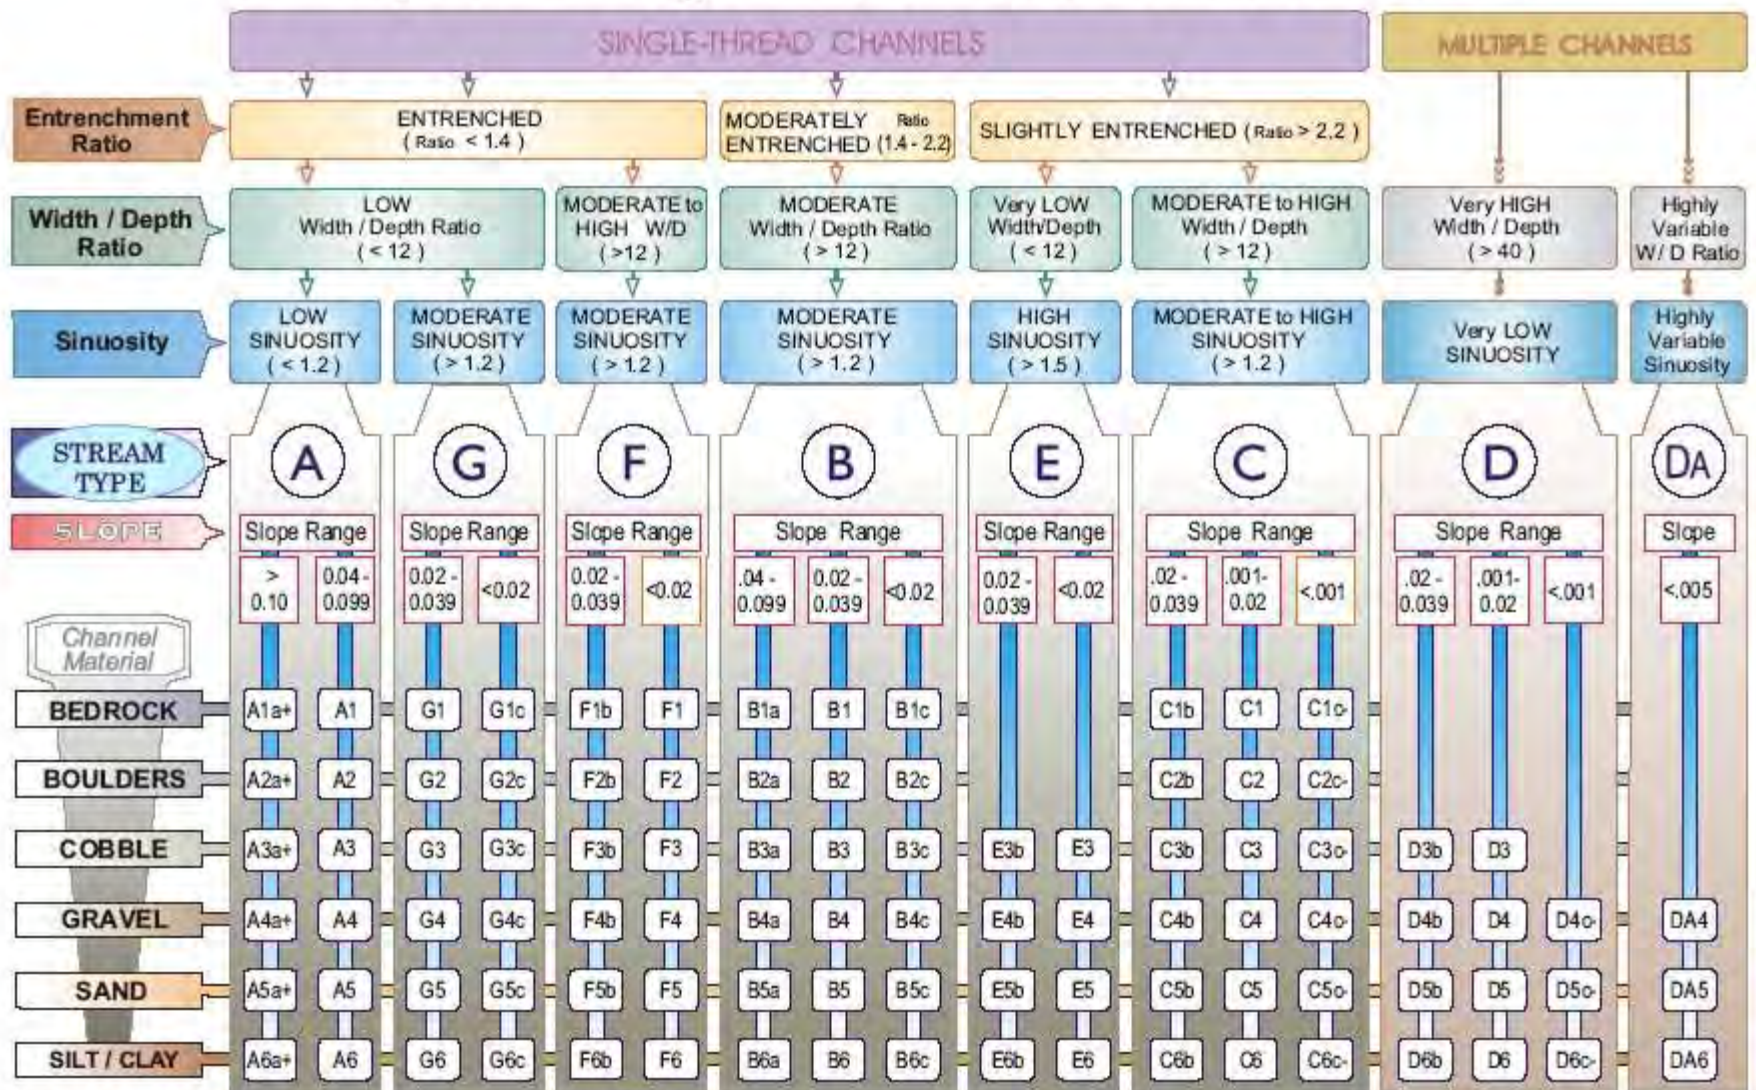 SINGLE-THREAD CHANNELS
MULTIPLE CHANNELS
Entrenchment
Ratio
ENTRENCHED
( Ratio < 1.4 )
MODERATELY Ratio
ENTRENCHED (1.4 - 2.2)
SLIGHTLY ENTRENCHED ( Ratio > 2.2 )
Width / Depth
Ratio
LOW
Width / Depth Ratio
( < 12 )
MODERATE to
HIGH W/D
( >12 )
MODERATE
Width / Depth Ratio
( > 12 )
Very LOW
Width/Depth
( < 12 )
MODERATE to HIGH
Width / Depth
( > 12 )
Very HIGH
Width / Depth
( > 40 )
Highly
Variable
W/ D Ratio
Sinuosity
LOW
SINUOSITY
( < 1.2 )
MODERATE
SINUOSITY
( > 1.2 )
MODERATE
SINUOSITY
( > 1.2 )
MODERATE
SINUOSITY
( > 1.2 )
HIGH
SINUOSITY
( > 1.5 )
MODERATE to HIGH
SINUOSITY
( > 1.2 )
Very LOW
SINUOSITY
Highly
Variable
Sinuosity
STREAM
TYPE
A G F B E C D DA
SLOPE
Slope Range Slope Range Slope Range Slope Range Slope Range Slope Range Slope Range Slope
>
0.10
0.04 -
0.099
0.02 -
0.039
<0.02
0.02 -
0.039
<0.02
.04 -
0.099
0.02 -
0.039
<0.02
0.02 -
0.039
<0.02
.02 -
0.039
.001-
0.02
<.001
.02 -
0.039
.001-
0.02
<.001
<.005
Channel
Material
BEDROCK A1a+ A1 G1 G1c F1b F1 B1a B1 B1c C1b C1 C1c-
BOULDERS A2a+ A2 G2 G2c F2b F2 B2a B2 B2c C2b C2 C2c-
COBBLE A3a+ A3 G3 G3c F3b F3 B3a B3 B3c E3b E3 C3b C3 C3c- D3b D3
GRAVEL A4a+ A4 G4 G4c F4b F4 B4a B4 B4c E4b E4 C4b C4 C4c- D4b D4 D4c- DA4
SAND A5a+ A5 G5 G5c F5b F5 B5a B5 B5c E5b E5 C5b C5 C5c- D5b D5 D5c- DA5
SILT / CLAY A6a+ A6 G6 G6c F6b F6 B6a B6 B6c E6b E6 C6b C6 C6c- D6b D6 D6c- DA6